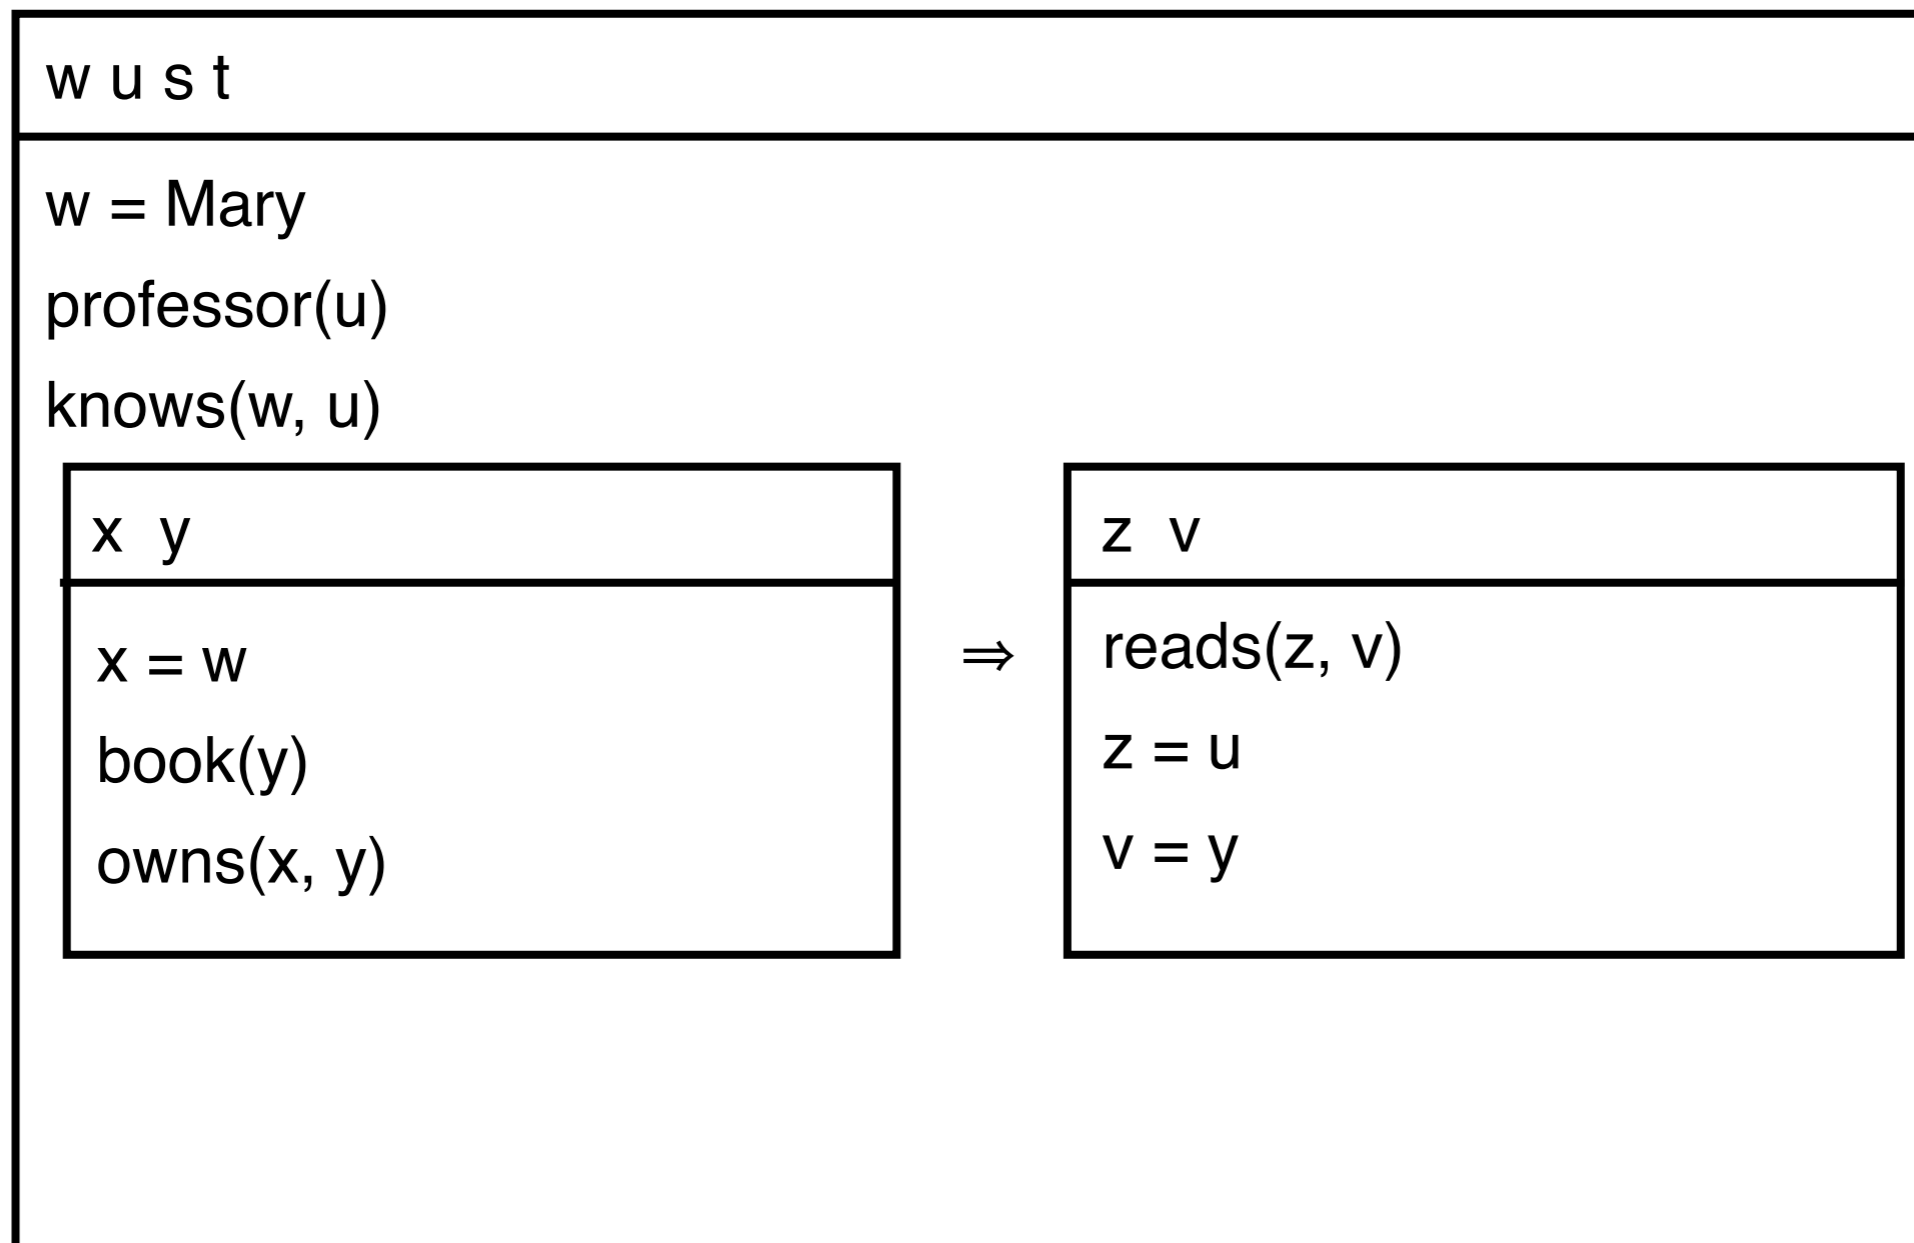 w u s t
w = Mary
professor(u)
knows(w, u)
x y
x = w
book(y)
owns(x, y)
⇒
z v
reads(z, v)
z = u
v = y